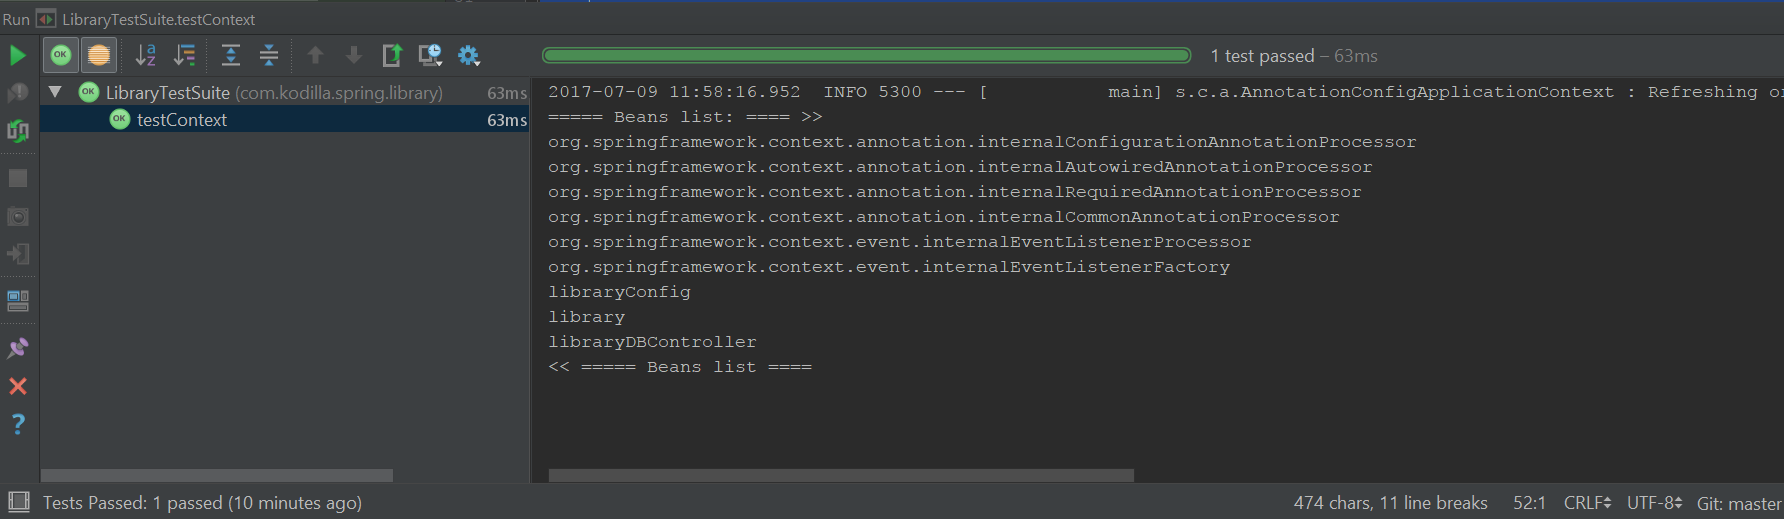 Run LibraryTestSuite.testContext
OK
1 test passed – 63ms
OK LibraryTestSuite (com.kodilla.spring.library) 63ms
OK testContext 63ms
2017-07-09 11:58:16.952  INFO 5300 --- [           main] s.c.a.AnnotationConfigApplicationContext : Refreshing or
===== Beans list: ==== >>
org.springframework.context.annotation.internalConfigurationAnnotationProcessor
org.springframework.context.annotation.internalAutowiredAnnotationProcessor
org.springframework.context.annotation.internalRequiredAnnotationProcessor
org.springframework.context.annotation.internalCommonAnnotationProcessor
org.springframework.context.event.internalEventListenerProcessor
org.springframework.context.event.internalEventListenerFactory
libraryConfig
library
libraryDBController
<< ===== Beans list ====
Tests Passed: 1 passed (10 minutes ago) 474 chars, 11 line breaks 52:1 CRLF UTF-8 Git: master